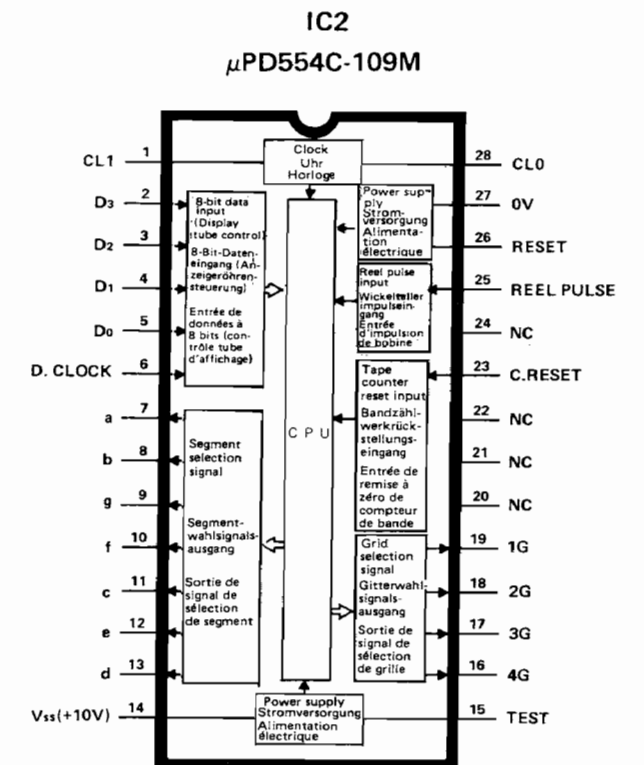 IC2
μPD554C-109M
CL1 1
Clock
Uhr
Horloge
28 CLO
D3 2
8-bit data
input
(Display
tube control)
8-Bit-Daten-
eingang (An-
zeigeröhren-
steuerung)
Entrée de
données à
8 bits (con-
trôle tube
d'affichage)
D2 3
D1 4
D0 5
D. CLOCK 6
Power sup-
ply
Strom-
versorgung
Alimenta-
tion
électrique
27 0V
26 RESET
Reel pulse
input
Wickelteller
impulsein-
gang
Entrée
d'impulsion
de bobine
25 REEL PULSE
24 NC
CPU
Tape
counter
reset input
Bandzähl-
werkrück-
stellungs-
eingang
Entrée de
remise à
zéro de
compteur
de bande
23 C.RESET
22 NC
21 NC
20 NC
a 7
b 8
g 9
f 10
c 11
e 12
d 13
Segment
selection
signal
Segment-
wahlsignals-
ausgang
Sortie de
signal de
sélection
de segment
Grid
selection
signal
Gitterwahl-
signals-
ausgang
Sortie de
signal de
sélection
de grille
19 1G
18 2G
17 3G
16 4G
Vss(+10V) 14
Power supply
Stromversorgung
Alimentation
électrique
15 TEST